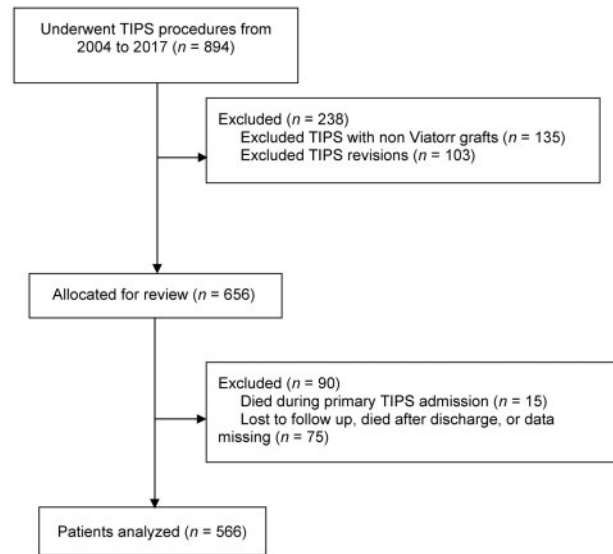 Underwent TIPS procedures from
2004 to 2017 (n = 894)
Excluded (n = 238)
Excluded TIPS with non Viatorr grafts (n = 135)
Excluded TIPS revisions (n = 103)
Allocated for review (n = 656)
Excluded (n = 90)
Died during primary TIPS admission (n = 15)
Lost to follow up, died after discharge, or data
missing (n = 75)
Patients analyzed (n = 566)